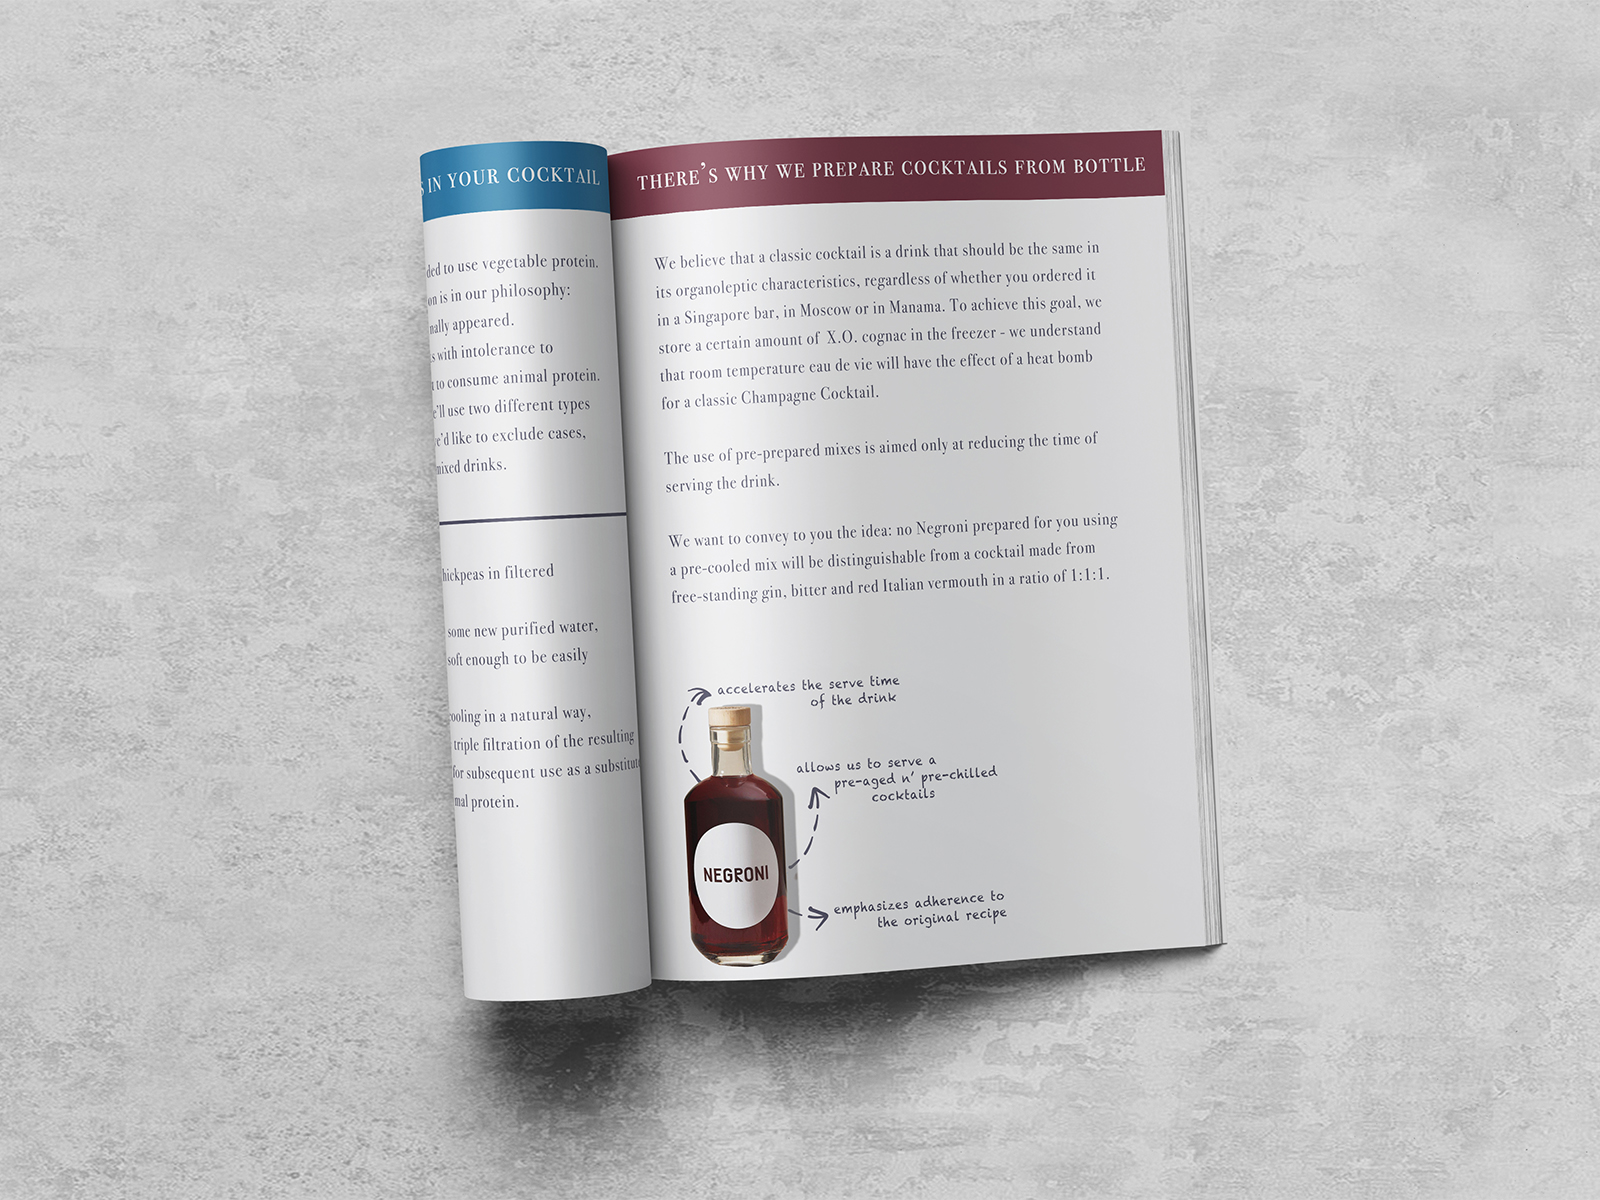 IN YOUR COCKTAIL
to use vegetable protein.
is in our philosophy:
appeared.
with intolerance to
to consume animal protein.
use two different types
like to exclude cases,
drinks.
in filtered
some new purified water,
soft enough to be easily
in a natural way,
triple filtration of the resulting
for subsequent use as a substitute
protein.
THERE'S WHY WE PREPARE COCKTAILS FROM BOTTLE
We believe that a classic cocktail is a drink that should be the same in
its organoleptic characteristics, regardless of whether you ordered it
in a Singapore bar, in Moscow or in Manama. To achieve this goal, we
store a certain amount of X.O. cognac in the freezer - we understand
that room temperature eau de vie will have the effect of a heat bomb
for a classic Champagne Cocktail.
The use of pre-prepared mixes is aimed only at reducing the time of
serving the drink.
We want to convey to you the idea: no Negroni prepared for you using
a pre-cooled mix will be distinguishable from a cocktail made from
free-standing gin, bitter and red Italian vermouth in a ratio of 1:1:1.
accelerates the serve time
of the drink
allows us to serve a
pre-aged n' pre-chilled
cocktails
NEGRONI
emphasizes adherence to
the original recipe